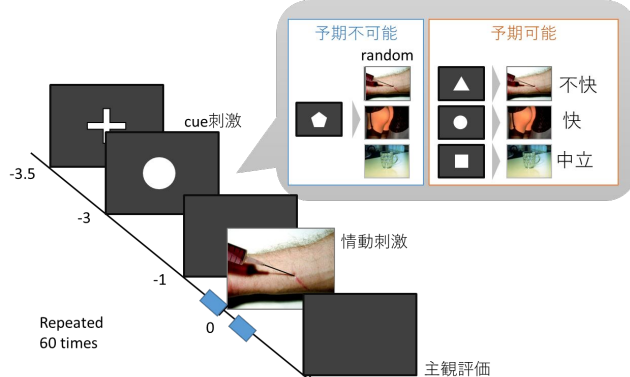 予期不可能
予期可能
random
不快
快
中立
cue刺激
-3.5
-3
-1
0
情動刺激
Repeated
60 times
主観評価